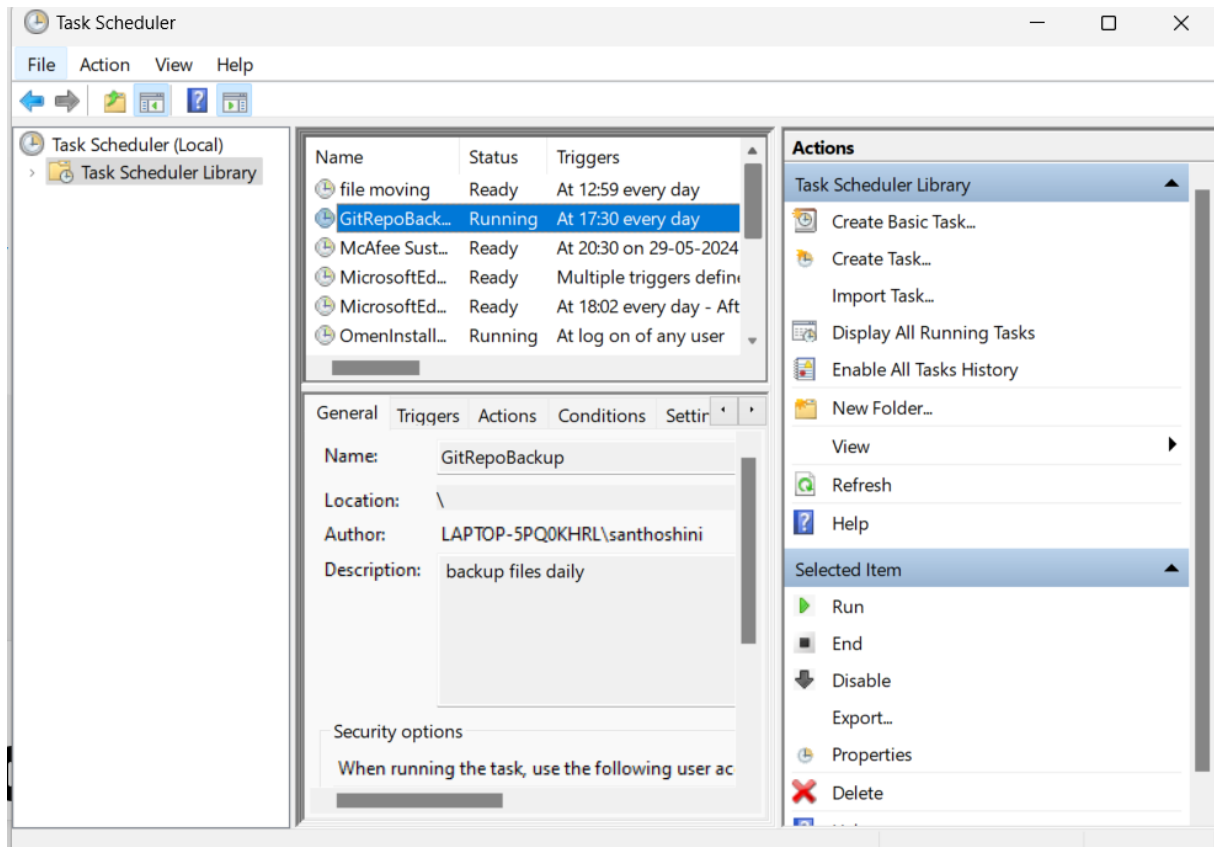 Task Scheduler
File Action View Help
Task Scheduler (Local)
Task Scheduler Library
Name Status Triggers
file moving Ready At 12:59 every day
GitRepoBack... Running At 17:30 every day
McAfee Sust... Ready At 20:30 on 29-05-2024
MicrosoftEd... Ready Multiple triggers define
MicrosoftEd... Ready At 18:02 every day - Aft
OmenInstall... Running At log on of any user
General Triggers Actions Conditions Settin
Name: GitRepoBackup
Location: \
Author: LAPTOP-5PQ0KHRL\santhoshini
Description: backup files daily
Security options
When running the task, use the following user ac
Actions
Task Scheduler Library
Create Basic Task...
Create Task...
Import Task...
Display All Running Tasks
Enable All Tasks History
New Folder...
View
Refresh
Help
Selected Item
Run
End
Disable
Export...
Properties
Delete